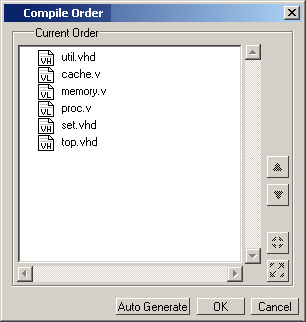 Compile Order
Current Order
VH util.vhd
VL cache.v
VL memory.v
VL proc.v
VH set.vhd
VH top.vhd
Auto Generate OK Cancel